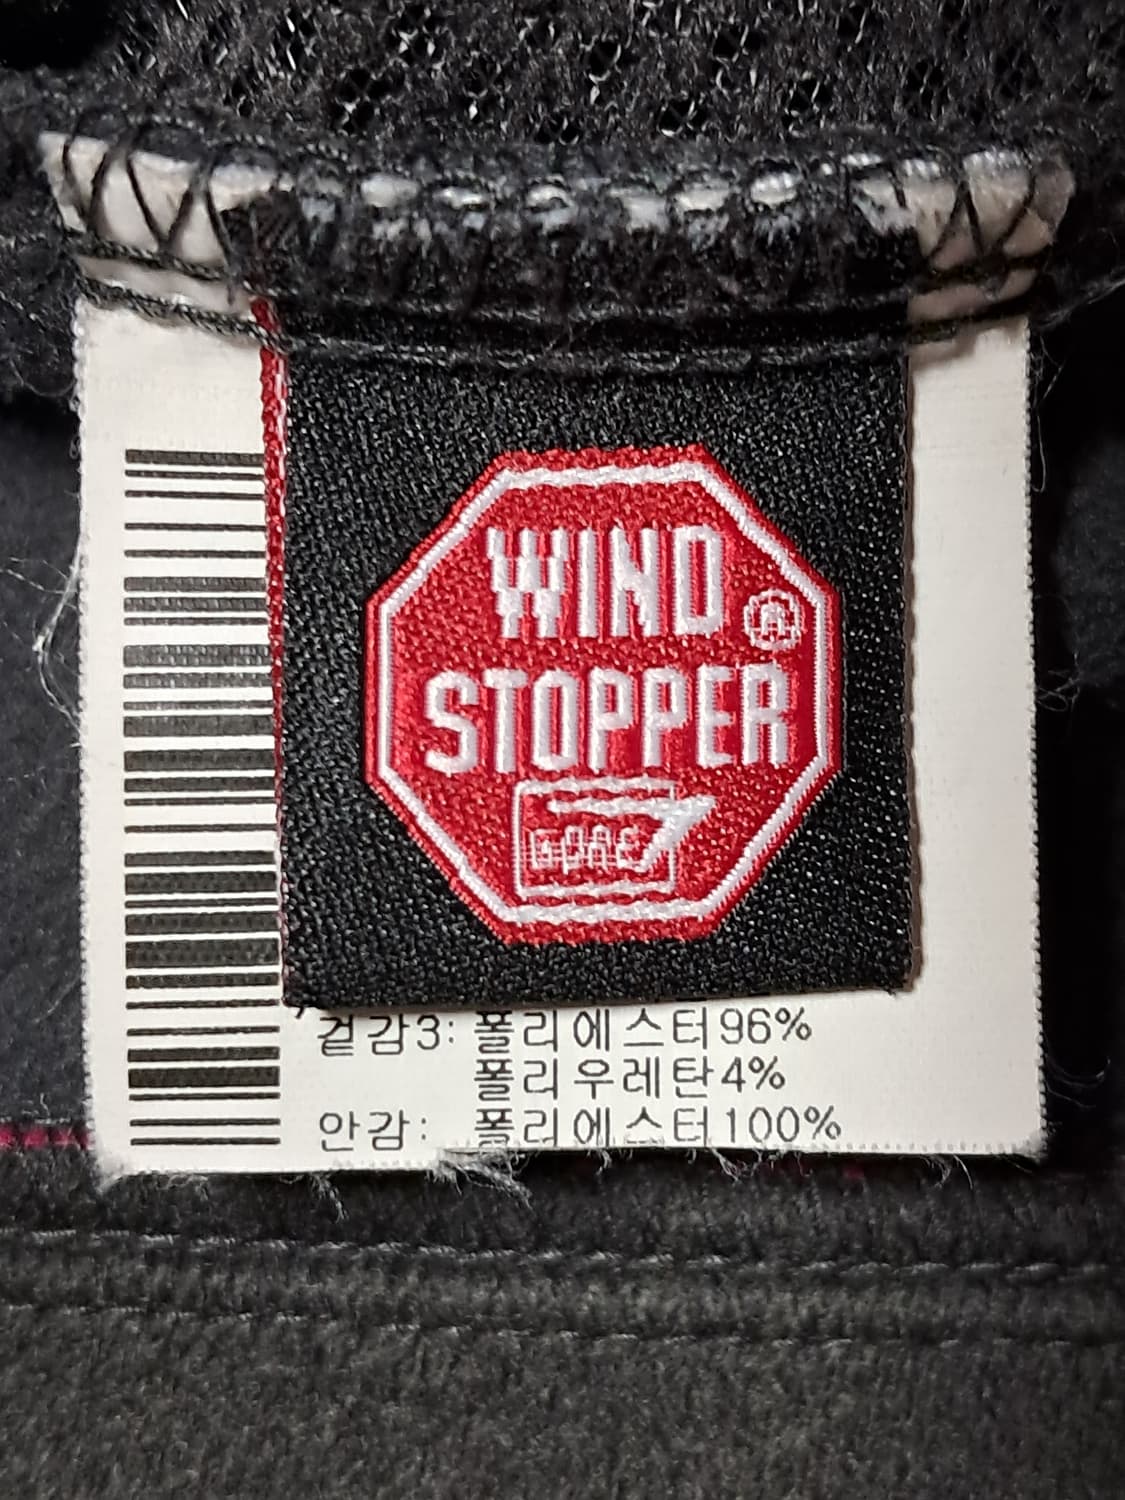 WIND
®
STOPPER
GORE
겉감3: 폴리에스터96%
폴리우레탄4%
안감: 폴리에스터100%